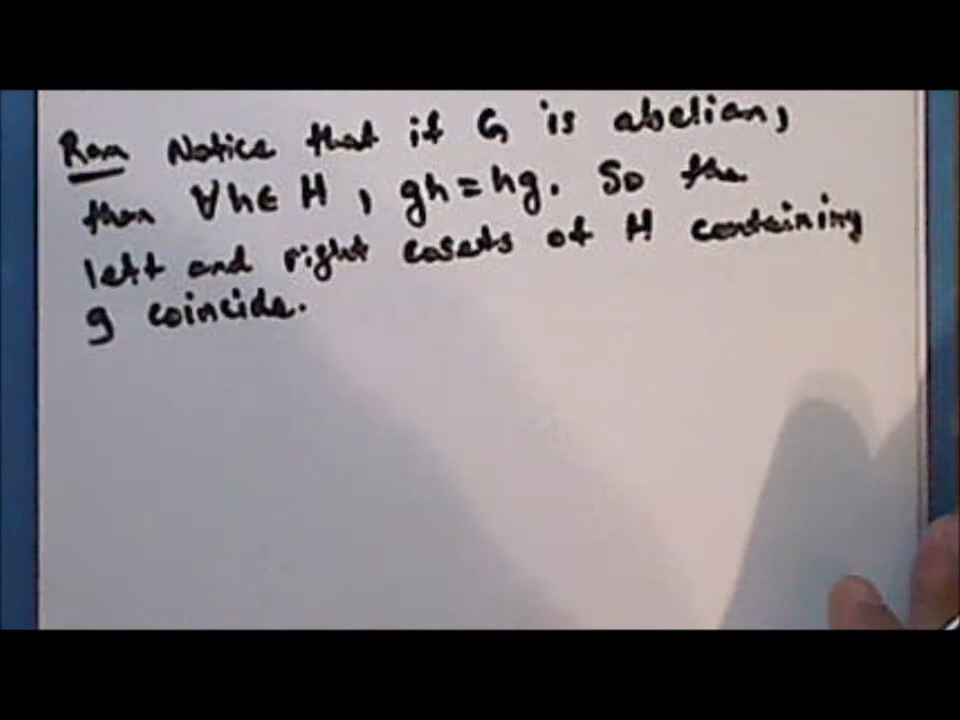 Rem Notice that if G is abelian,
then ∀h∈ H, gh=hg. So the
left and right cosets of H containing
g coincide.